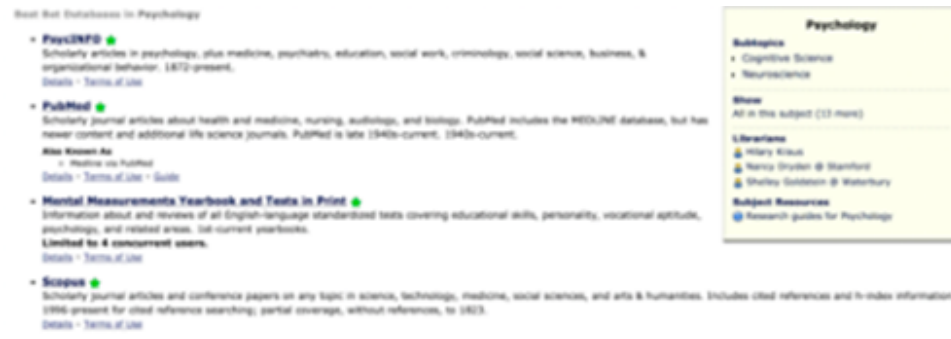 Best Bet Databases in Psychology
PsycINFO
Scholarly articles in psychology, plus medicine, psychiatry, education, social work, criminology, social science, business, &
organizational behavior. 1872-present.
Details - Terms of Use
PubMed
Scholarly journal articles about health and medicine, nursing, audiology, and biology. PubMed includes the MEDLINE database, but has
newer content and additional life science journals. PubMed is late 1940s-current. 1940s-current.
Also Known As
Medline via PubMed
Details - Terms of Use - Guide
Mental Measurements Yearbook and Tests in Print
Information about and reviews of all English-language standardized tests covering educational skills, personality, vocational aptitude,
psychology, and related areas. 1st-current yearbooks.
Limited to 4 concurrent users.
Details - Terms of Use
Scopus
Scholarly journal articles and conference papers on any topic in science, technology, medicine, social sciences, and arts & humanities. Includes cited references and h-index information
1996-present for cited reference searching; partial coverage, without references, to 1823.
Details - Terms of Use
Psychology
Subtopics
Cognitive Science
Neuroscience
Show
All in this subject (13 more)
Librarians
Hilary Kraus
Nancy Dryden @ Stamford
Shelley Goldstein @ Waterbury
Subject Resources
Research guides for Psychology